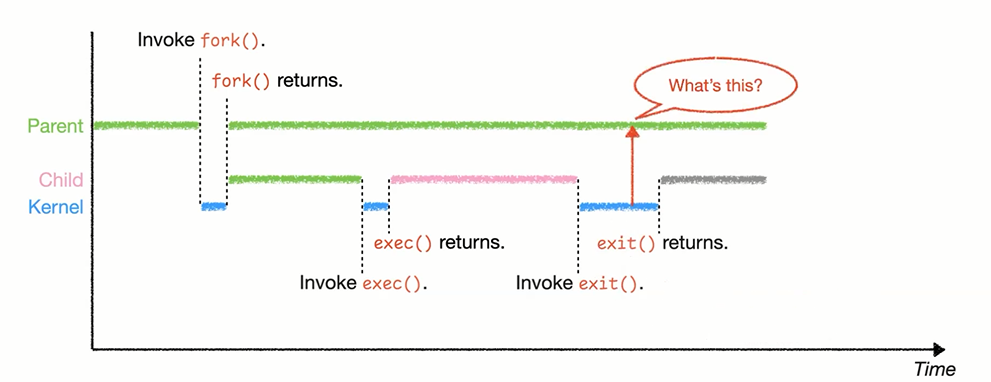 Invoke fork().
fork() returns.
What's this?
Parent
Child
Kernel
exec() returns.
exit() returns.
Invoke exec().
Invoke exit().
Time